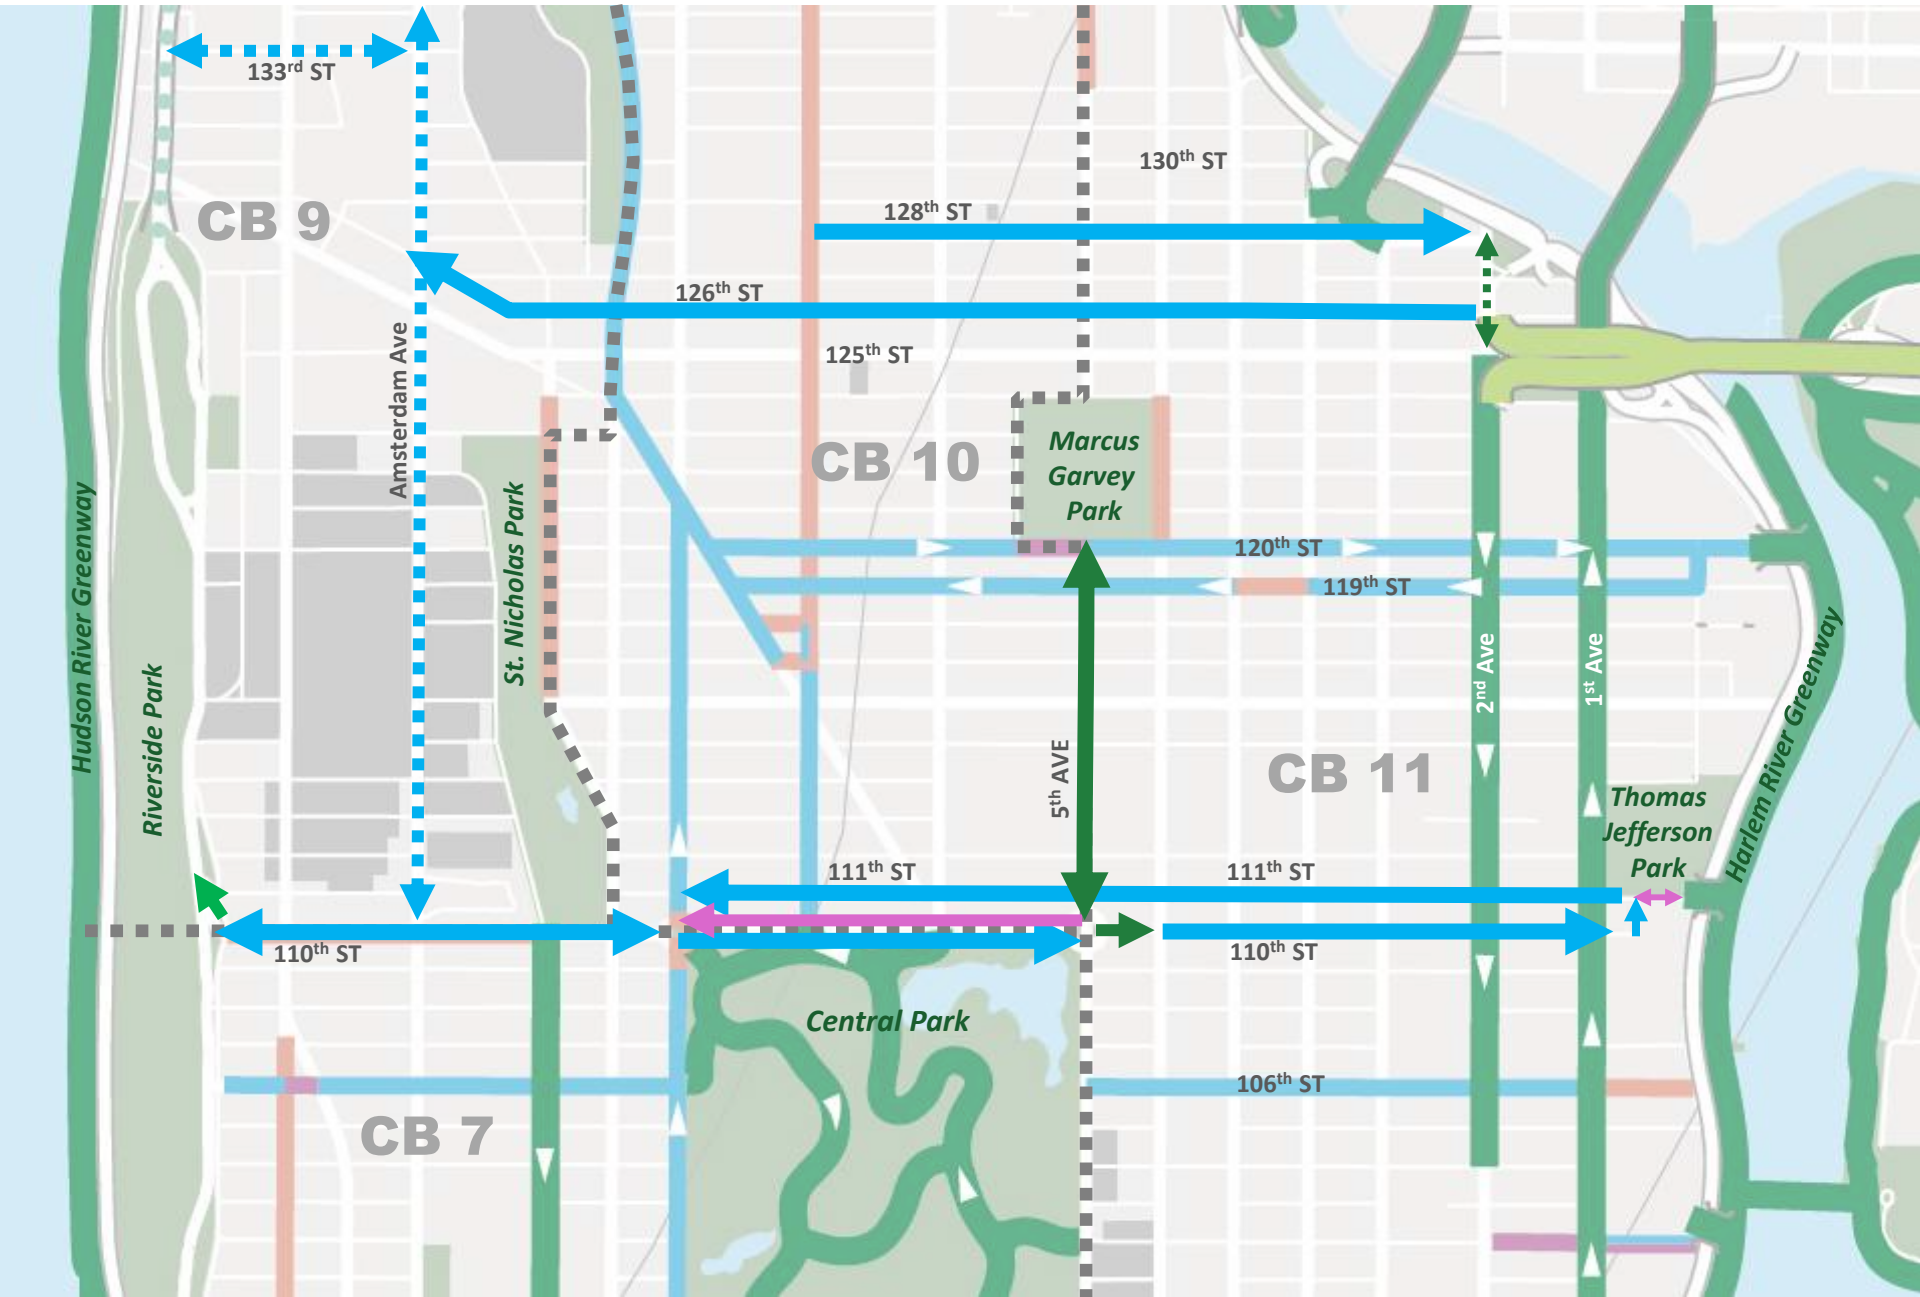 133rd ST
130th ST
CB 9
128th ST
126th ST
125th ST
Amsterdam Ave
CB 10
Marcus
Garvey
Park
St. Nicholas Park
Hudson River Greenway
120th ST
119th ST
Riverside Park
2nd Ave
1st Ave
Harlem River Greenway
5th AVE
CB 11
Thomas
Jefferson
Park
111th ST
111th ST
110th ST
110th ST
Central Park
106th ST
CB 7